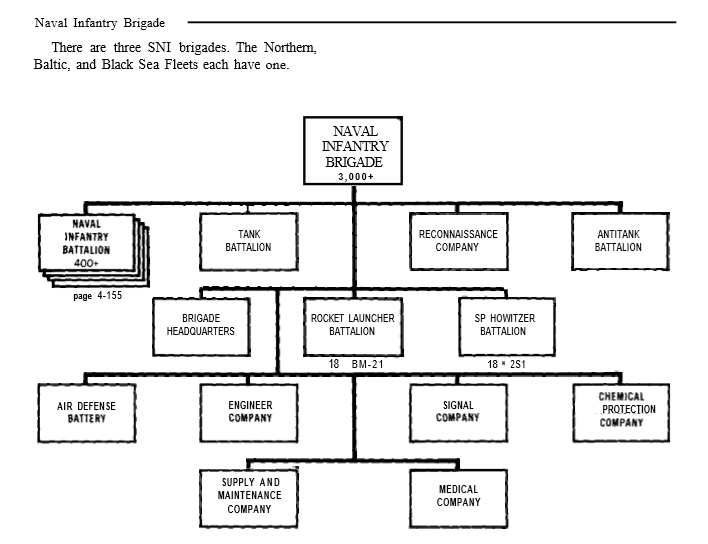 Naval Infantry Brigade
There are three SNI brigades. The Northern,
Baltic, and Black Sea Fleets each have one.
NAVAL
INFANTRY
BRIGADE
3,000+
NAVAL
INFANTRY
BATTALION
400+
page 4-155
TANK
BATTALION
RECONNAISSANCE
COMPANY
ANTITANK
BATTALION
BRIGADE
HEADQUARTERS
ROCKET LAUNCHER
BATTALION
18 BM-21
SP HOWITZER
BATTALION
18 × 2S1
AIR DEFENSE
BATTERY
ENGINEER
COMPANY
SIGNAL
COMPANY
CHEMICAL
PROTECTION
COMPANY
SUPPLY AND
MAINTENANCE
COMPANY
MEDICAL
COMPANY